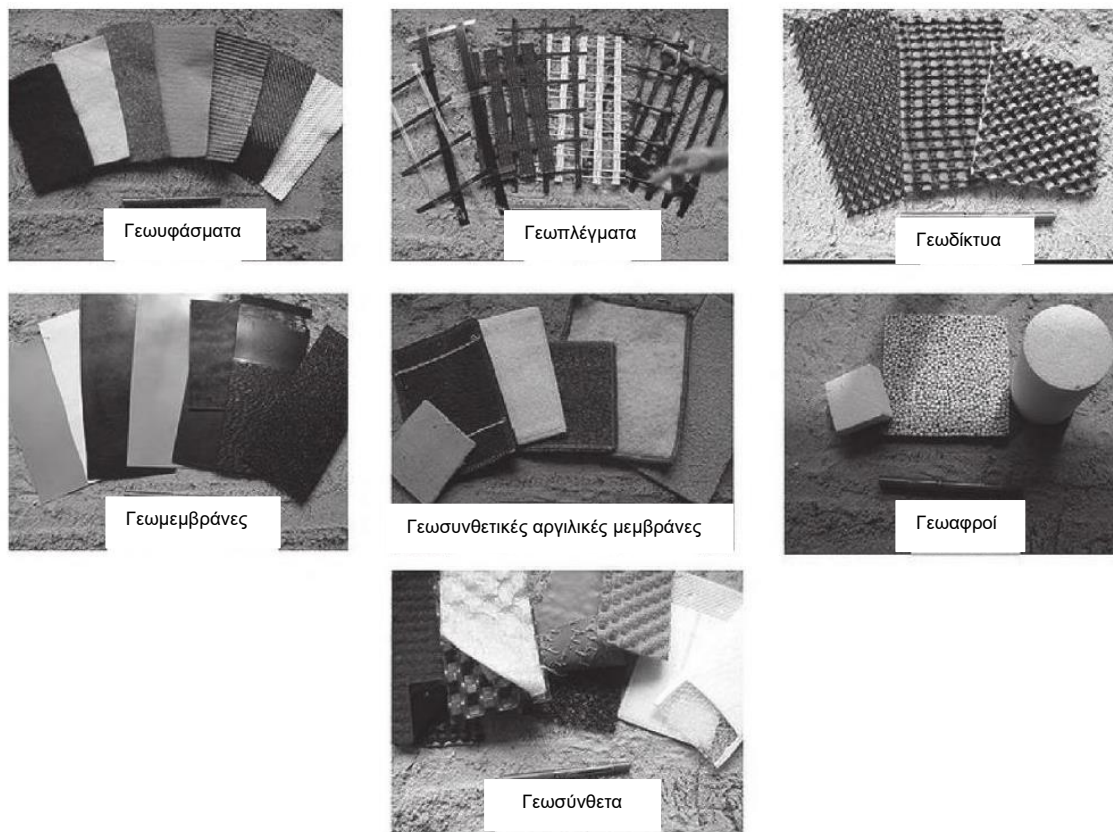 Γεωυφάσματα
Γεωπλέγματα
Γεωδίκτυα
Γεωμεμβράνες
Γεωσυνθετικές αργιλικές μεμβράνες
Γεωαφροί
Γεωσύνθετα